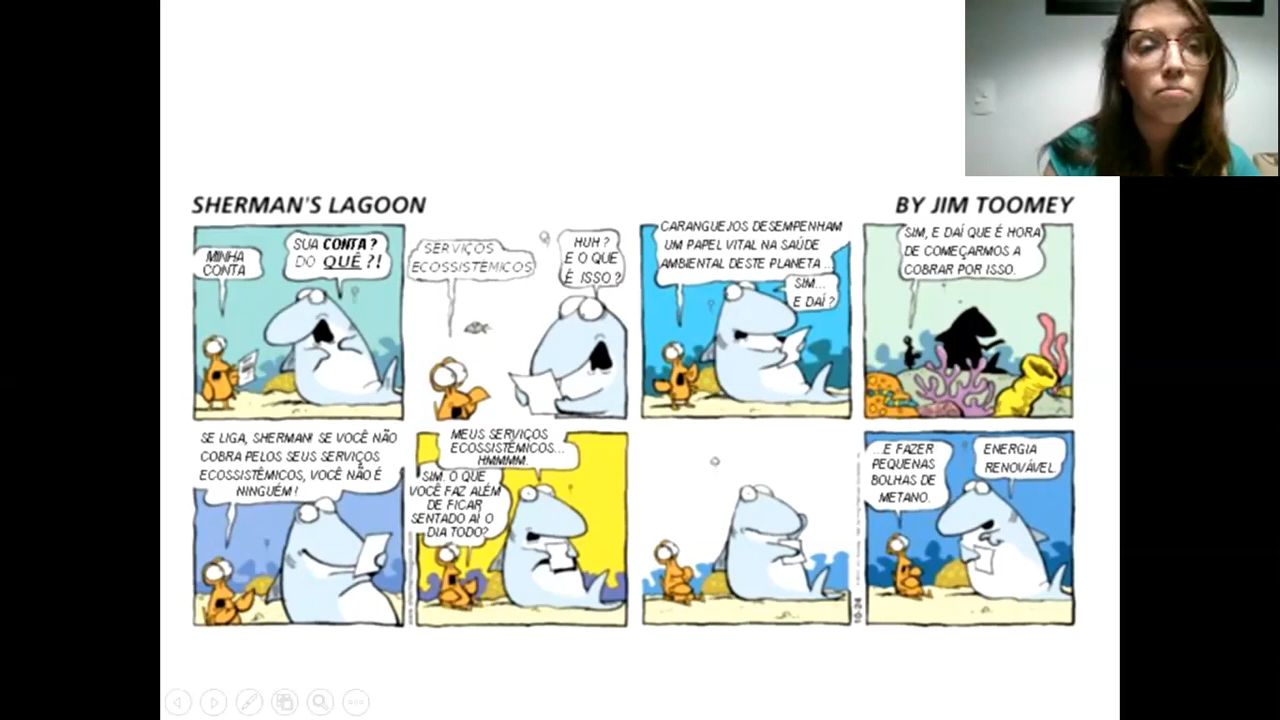 SHERMAN'S LAGOON
BY JIM TOOMEY
MINHA
CONTA
SUA CONTA?
DO QUÊ?!
SERVIÇOS
ECOSSISTÊMICOS
HUH?
E O QUE
É ISSO?
CARANGUEJOS DESEMPENHAM
UM PAPEL VITAL NA SAÚDE
AMBIENTAL DESTE PLANETA...
SIM...
E DAÍ?
SIM, E DAÍ QUE É HORA
DE COMEÇARMOS A
COBRAR POR ISSO.
SE LIGA, SHERMAN! SE VOCÊ NÃO
COBRA PELOS SEUS SERVIÇOS
ECOSSISTÊMICOS, VOCÊ NÃO É
NINGUÉM!
MEUS SERVIÇOS
ECOSSISTÊMICOS...
HMMMM.
SIM. O QUE
VOCÊ FAZ ALÉM
DE FICAR
SENTADO AÍ O
DIA TODO?
10-24
...E FAZER
PEQUENAS
BOLHAS DE
METANO.
ENERGIA
RENOVÁVEL.